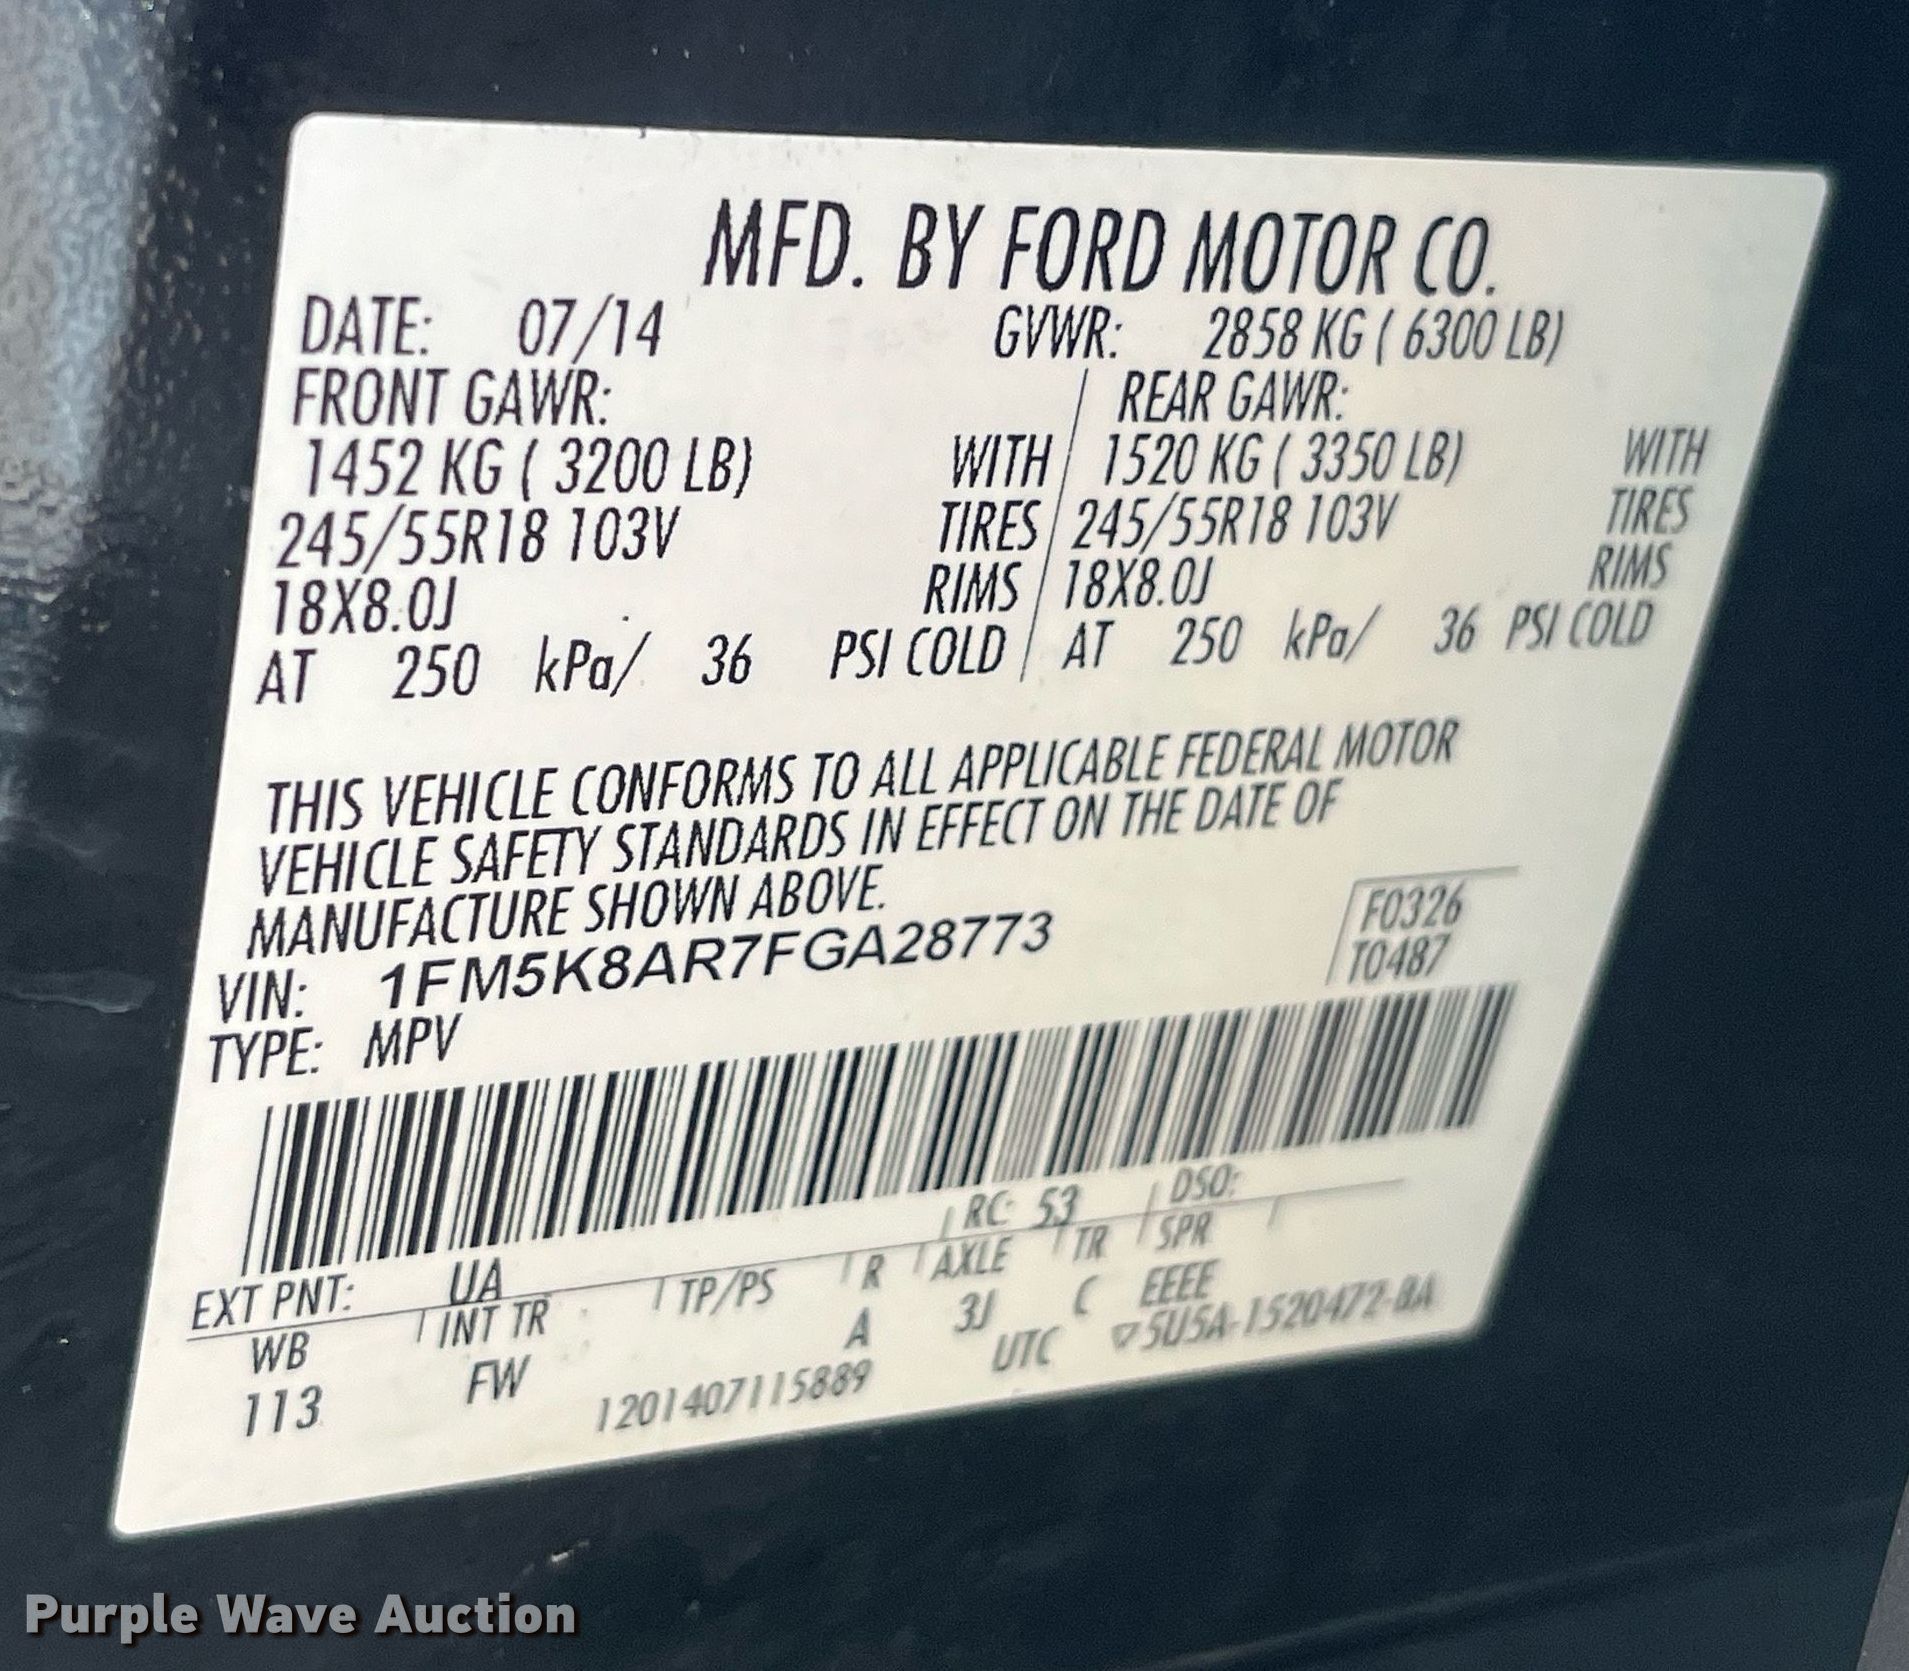 MFD. BY FORD MOTOR CO.
DATE: 07/14 GVWR: 2858 KG ( 6300 LB)
FRONT GAWR: REAR GAWR:
1452 KG ( 3200 LB) WITH 1520 KG ( 3350 LB) WITH
245/55R18 103V TIRES 245/55R18 103V TIRES
18X8.0J RIMS 18X8.0J RIMS
AT 250 kPa/ 36 PSI COLD AT 250 kPa/ 36 PSI COLD
THIS VEHICLE CONFORMS TO ALL APPLICABLE FEDERAL MOTOR
VEHICLE SAFETY STANDARDS IN EFFECT ON THE DATE OF
MANUFACTURE SHOWN ABOVE.
VIN: 1FM5K8AR7FGA28773
F0326
T0487
TYPE: MPV
EXT PNT: UA RC: 53 DSO:
WB INT TR TP/PS R AXLE TR SPR
113 FW A 3J C EEEE
1201407115889 UTC ▽5U5A-1520472-BA
Purple Wave Auction